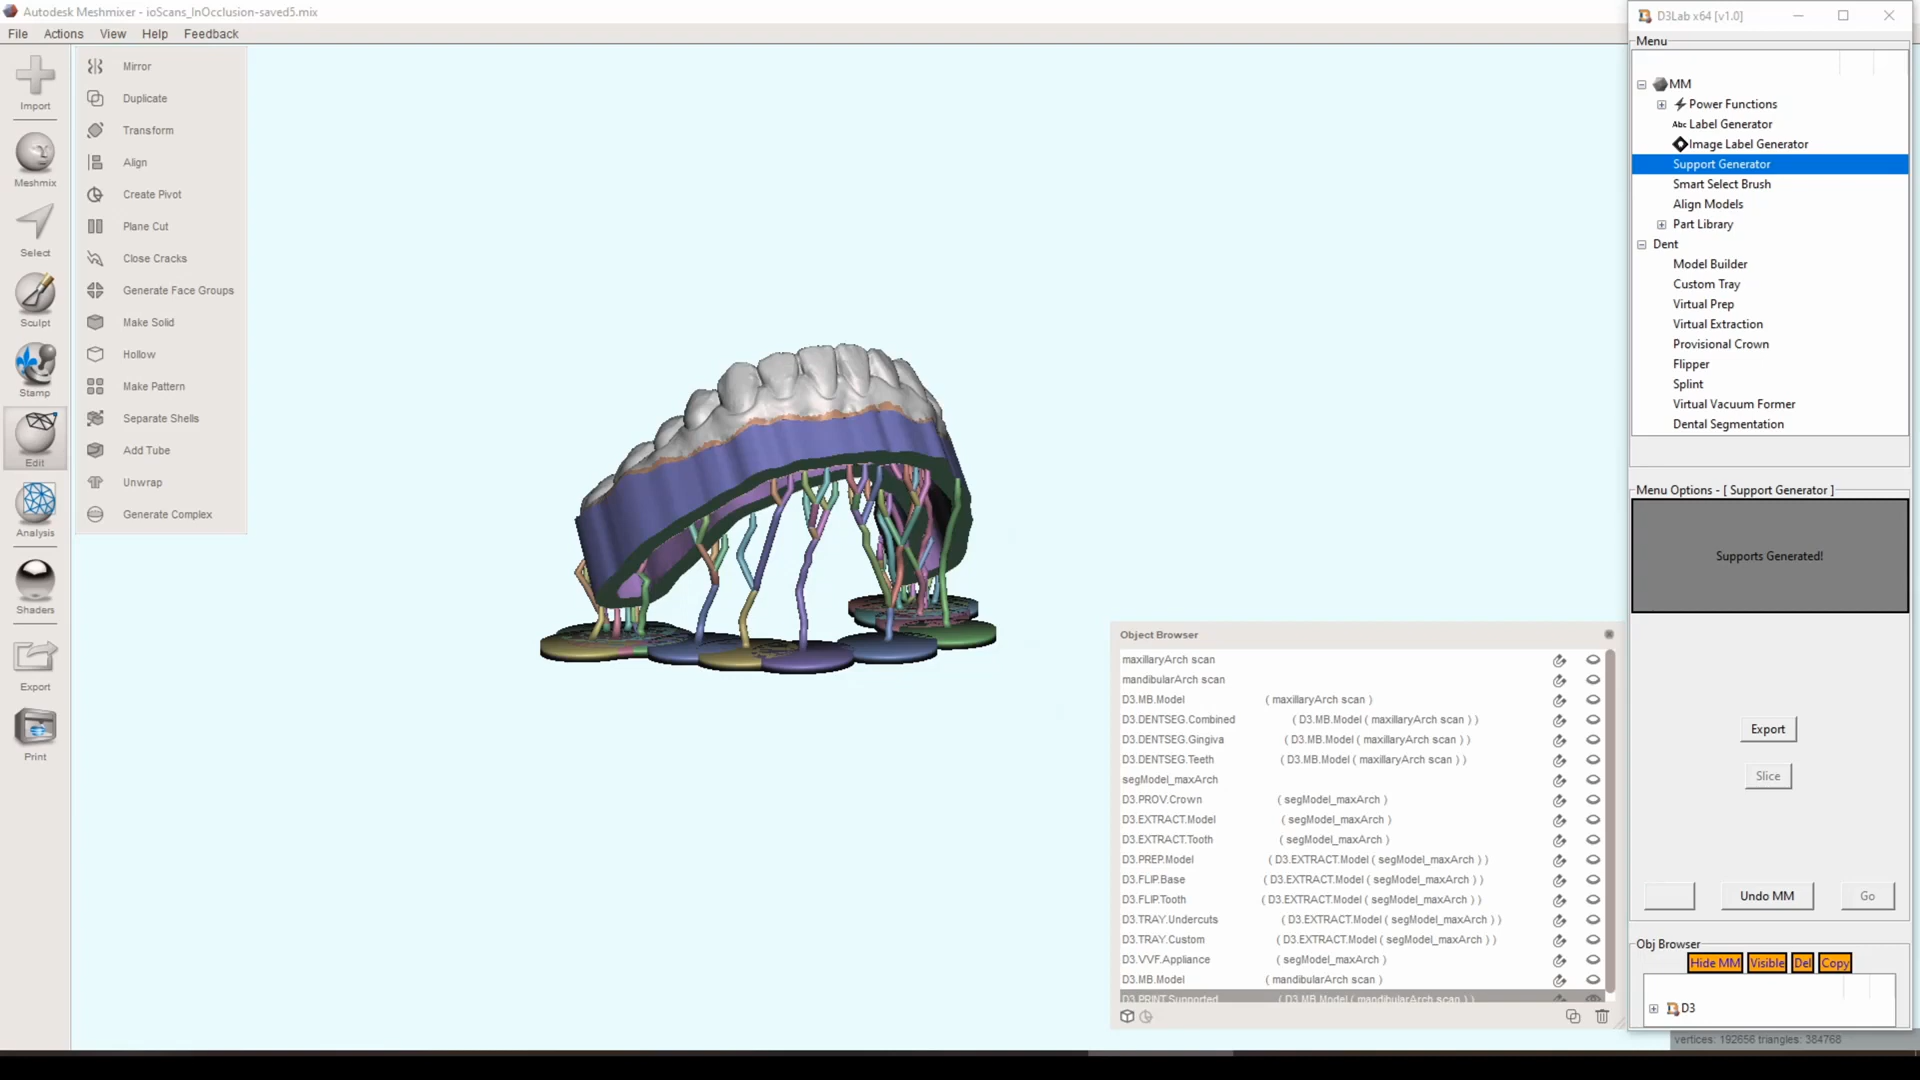 Autodesk Meshmixer - ioScans_InOcclusion-saved5.mix
File Actions View Help Feedback
Import
Meshmix
Select
Sculpt
Stamp
Edit
Analysis
Shaders
Export
Print
Mirror
Duplicate
Transform
Align
Create Pivot
Plane Cut
Close Cracks
Generate Face Groups
Make Solid
Hollow
Make Pattern
Separate Shells
Add Tube
Unwrap
Generate Complex
Object Browser
maxillaryArch scan
mandibularArch scan
D3.MB.Model ( maxillaryArch scan )
D3.DENTSEG.Combined ( D3.MB.Model ( maxillaryArch scan ) )
D3.DENTSEG.Gingiva ( D3.MB.Model ( maxillaryArch scan ) )
D3.DENTSEG.Teeth ( D3.MB.Model ( maxillaryArch scan ) )
segModel_maxArch
D3.PROV.Crown ( segModel_maxArch )
D3.EXTRACT.Model ( segModel_maxArch )
D3.EXTRACT.Tooth ( segModel_maxArch )
D3.PREP.Model ( D3.EXTRACT.Model ( segModel_maxArch ) )
D3.FLIP.Base ( D3.EXTRACT.Model ( segModel_maxArch ) )
D3.FLIP.Tooth ( D3.EXTRACT.Model ( segModel_maxArch ) )
D3.TRAY.Undercuts ( D3.EXTRACT.Model ( segModel_maxArch ) )
D3.TRAY.Custom ( D3.EXTRACT.Model ( segModel_maxArch ) )
D3.VVF.Appliance ( segModel_maxArch )
D3.MB.Model ( mandibularArch scan )
D3.PRINT.Supported ( D3.MB.Model ( mandibularArch scan ) )
D3Lab x64 [v1.0]
Menu
MM
Power Functions
Abc Label Generator
Image Label Generator
Support Generator
Smart Select Brush
Align Models
Part Library
Dent
Model Builder
Custom Tray
Virtual Prep
Virtual Extraction
Provisional Crown
Flipper
Splint
Virtual Vacuum Former
Dental Segmentation
Menu Options - [ Support Generator ]
Supports Generated!
Export
Slice
Undo MM Go
Obj Browser
Hide MM Visible Del Copy
D3
vertices: 192656 triangles: 384768